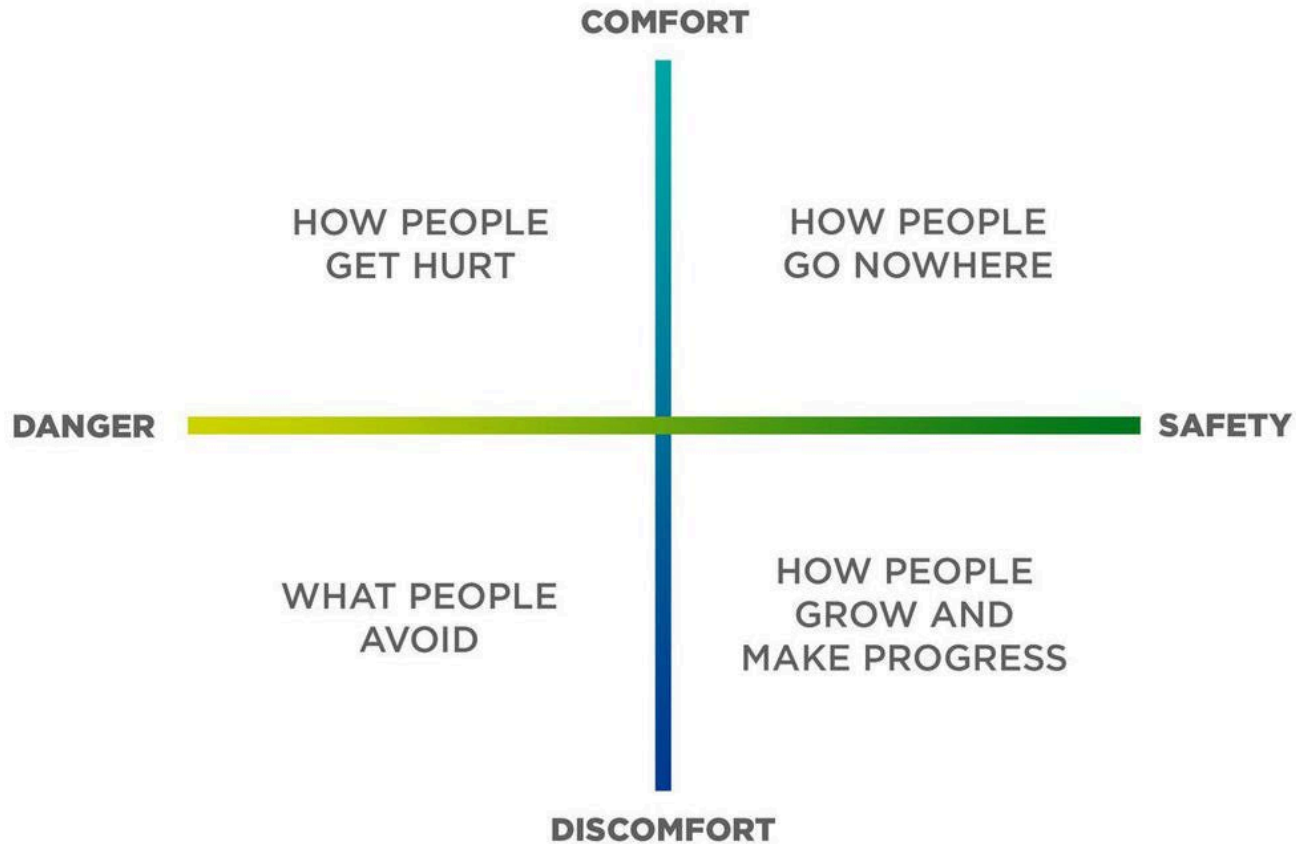 COMFORT
HOW PEOPLE
GET HURT
HOW PEOPLE
GO NOWHERE
DANGER
SAFETY
WHAT PEOPLE
AVOID
HOW PEOPLE
GROW AND
MAKE PROGRESS
DISCOMFORT